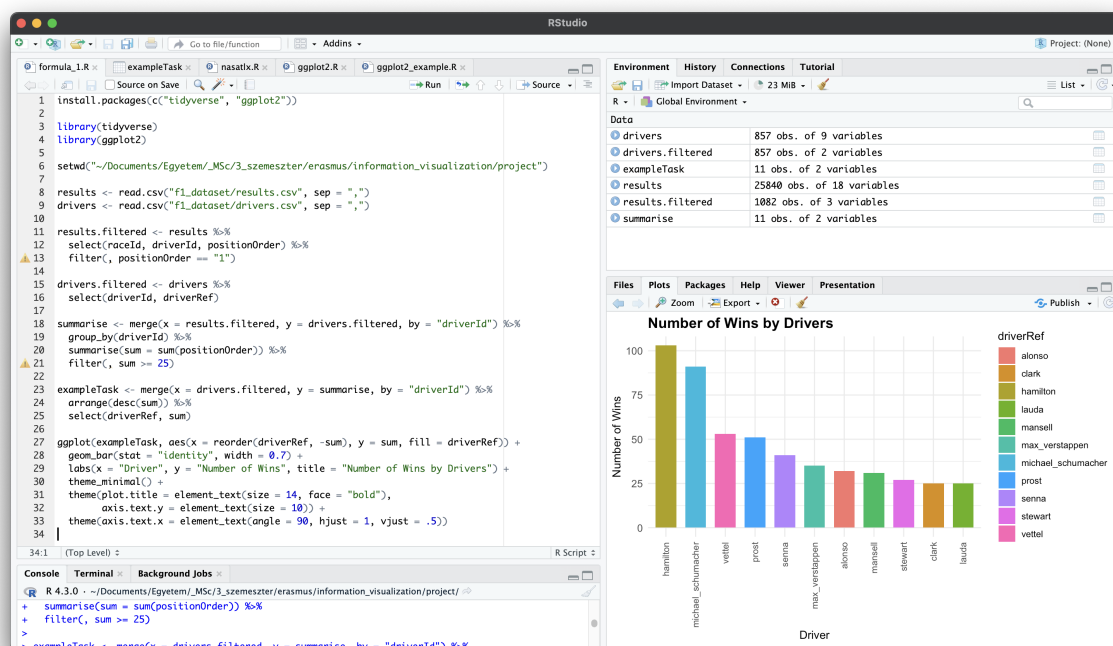 RStudio
Go to file/function
Addins
Project: (None)
formula_1.R
exampleTask
nasatlx.R
ggplot2.R
ggplot2_example.R
Source on Save
Run
Source
1 install.packages(c("tidyverse", "ggplot2"))
2
3 library(tidyverse)
4 library(ggplot2)
5
6 setwd("~/Documents/Egyetem/_MSc/3_szemeszter/erasmus/information_visualization/project")
7
8 results <- read.csv("f1_dataset/results.csv", sep = ",")
9 drivers <- read.csv("f1_dataset/drivers.csv", sep = ",")
10
11 results.filtered <- results %>%
12 select(raceId, driverId, positionOrder) %>%
13 filter(, positionOrder == "1")
14
15 drivers.filtered <- drivers %>%
16 select(driverId, driverRef)
17
18 summarise <- merge(x = results.filtered, y = drivers.filtered, by = "driverId") %>%
19 group_by(driverId) %>%
20 summarise(sum = sum(positionOrder)) %>%
21 filter(, sum >= 25)
22
23 exampleTask <- merge(x = drivers.filtered, y = summarise, by = "driverId") %>%
24 arrange(desc(sum)) %>%
25 select(driverRef, sum)
26
27 ggplot(exampleTask, aes(x = reorder(driverRef, -sum), y = sum, fill = driverRef)) +
28 geom_bar(stat = "identity", width = 0.7) +
29 labs(x = "Driver", y = "Number of Wins", title = "Number of Wins by Drivers") +
30 theme_minimal() +
31 theme(plot.title = element_text(size = 14, face = "bold"),
32 axis.text.y = element_text(size = 10)) +
33 theme(axis.text.x = element_text(angle = 90, hjust = 1, vjust = .5))
34
34:1 (Top Level) R Script
Console Terminal Background Jobs
R 4.3.0 · ~/Documents/Egyetem/_MSc/3_szemeszter/erasmus/information_visualization/project/
+ summarise(sum = sum(positionOrder)) %>%
+ filter(, sum >= 25)
>
> exampleTask <- merge(x = drivers.filtered, y = summarise, by = "driverId") %>%
Environment History Connections Tutorial
Import Dataset 23 MiB List
R Global Environment
Data
drivers 857 obs. of 9 variables
drivers.filtered 857 obs. of 2 variables
exampleTask 11 obs. of 2 variables
results 25840 obs. of 18 variables
results.filtered 1082 obs. of 3 variables
summarise 11 obs. of 2 variables
Files Plots Packages Help Viewer Presentation
Zoom Export Publish
Number of Wins by Drivers
Number of Wins
100
75
50
25
0
hamilton
michael_schumacher
vettel
prost
senna
max_verstappen
alonso
mansell
stewart
clark
lauda
Driver
driverRef
alonso
clark
hamilton
lauda
mansell
max_verstappen
michael_schumacher
prost
senna
stewart
vettel